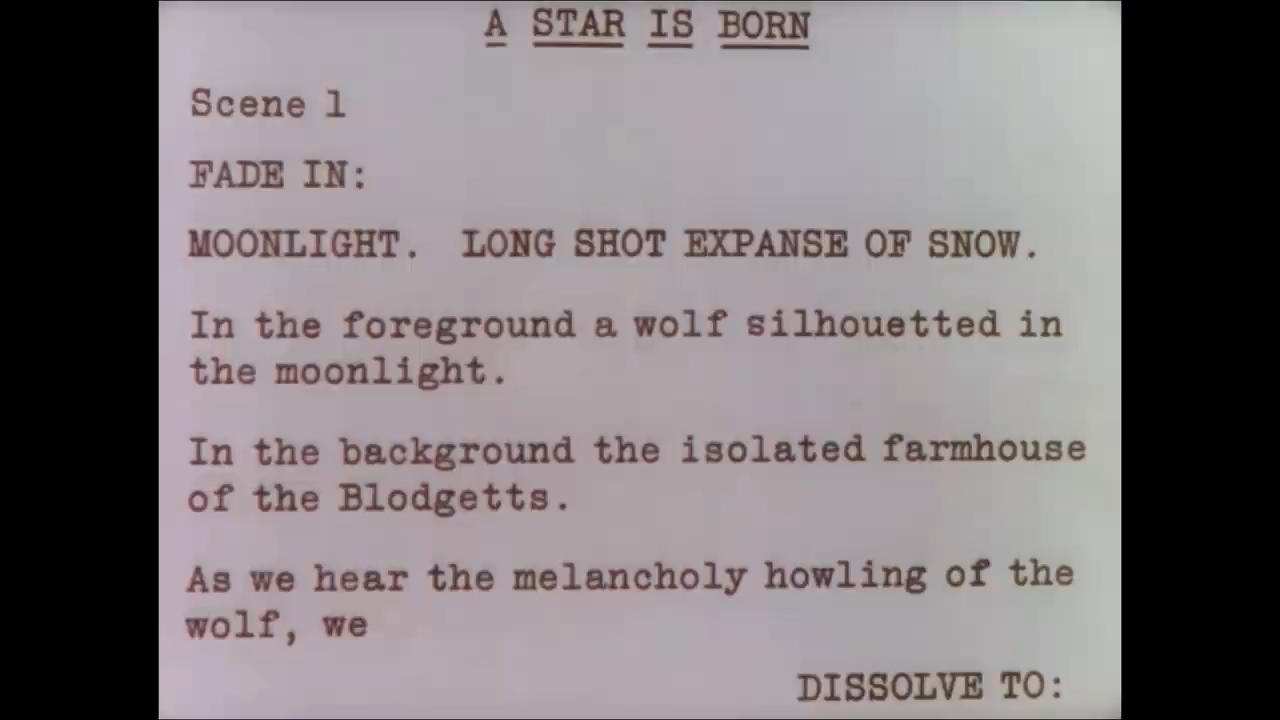 A STAR IS BORN
Scene 1
FADE IN:
MOONLIGHT. LONG SHOT EXPANSE OF SNOW.
In the foreground a wolf silhouetted in
the moonlight.
In the background the isolated farmhouse
of the Blodgetts.
As we hear the melancholy howling of the
wolf, we
DISSOLVE TO: